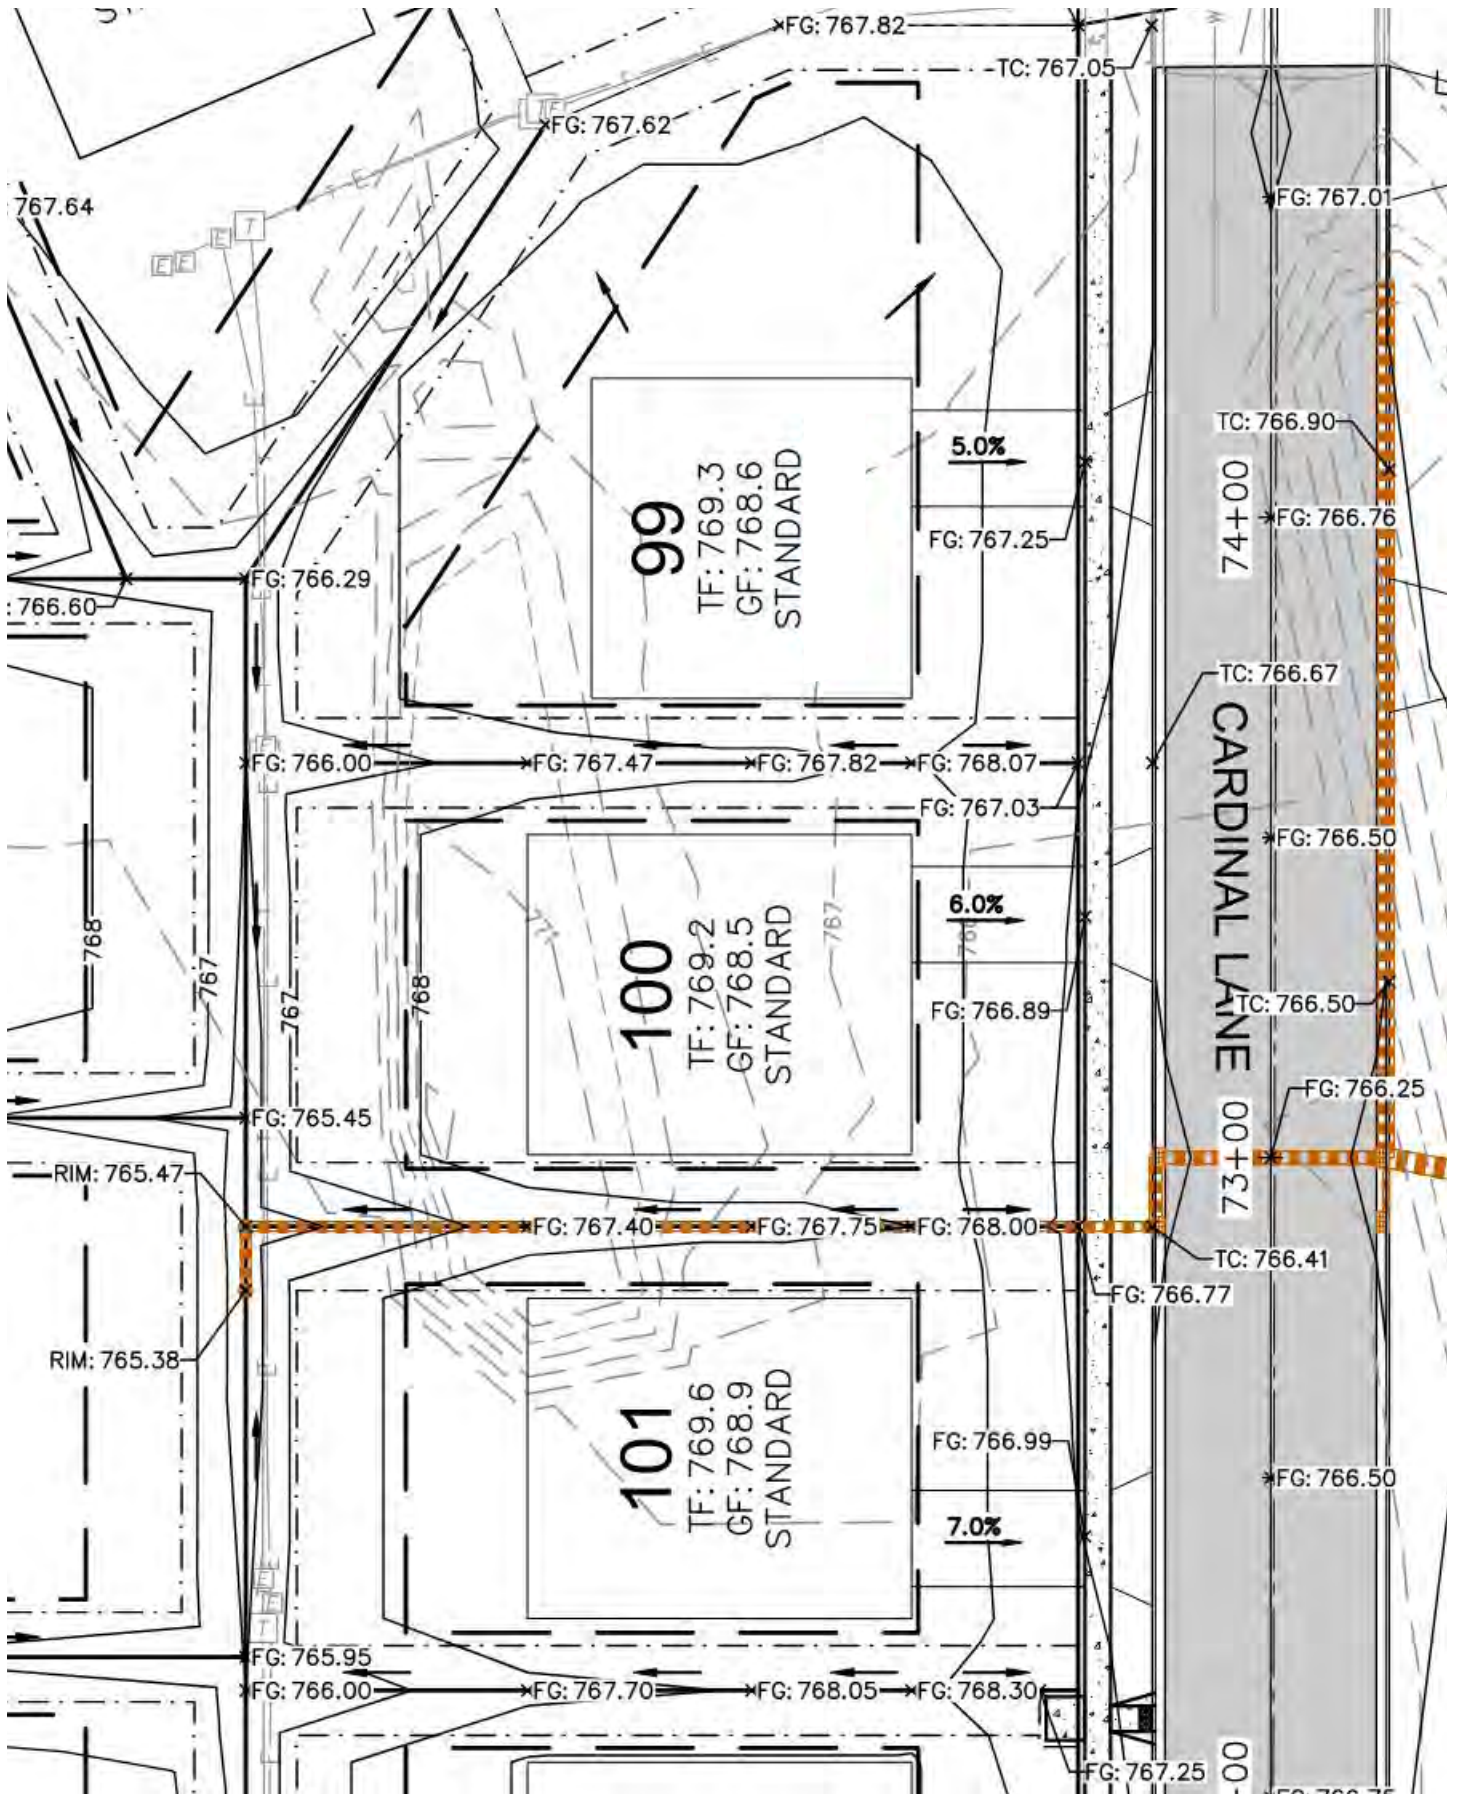 FG: 767.82
TC: 767.05
FG: 767.62
FG: 767.01
767.64
T
E
E
E
T
E
E
E
E
TC: 766.90
5.0%
74+00
99
TF: 769.3
GF: 768.6
STANDARD
FG: 766.76
FG: 767.25
FG: 766.29
: 766.60
TC: 766.67
CARDINAL LANE
FG: 766.00
FG: 767.47
FG: 767.82
FG: 768.07
FG: 767.03
FG: 766.50
6.0%
768
767
767
768
771
767
100
TF: 769.2
GF: 768.5
STANDARD
TC: 766.50
FG: 766.89
FG: 766.25
FG: 765.45
73+00
RIM: 765.47
FG: 767.40
FG: 767.75
FG: 768.00
TC: 766.41
FG: 766.77
RIM: 765.38
101
TF: 769.6
GF: 768.9
STANDARD
FG: 766.99
FG: 766.50
7.0%
E
E
T
FG: 765.95
FG: 766.00
FG: 767.70
FG: 768.05
FG: 768.30
FG: 767.25
-00